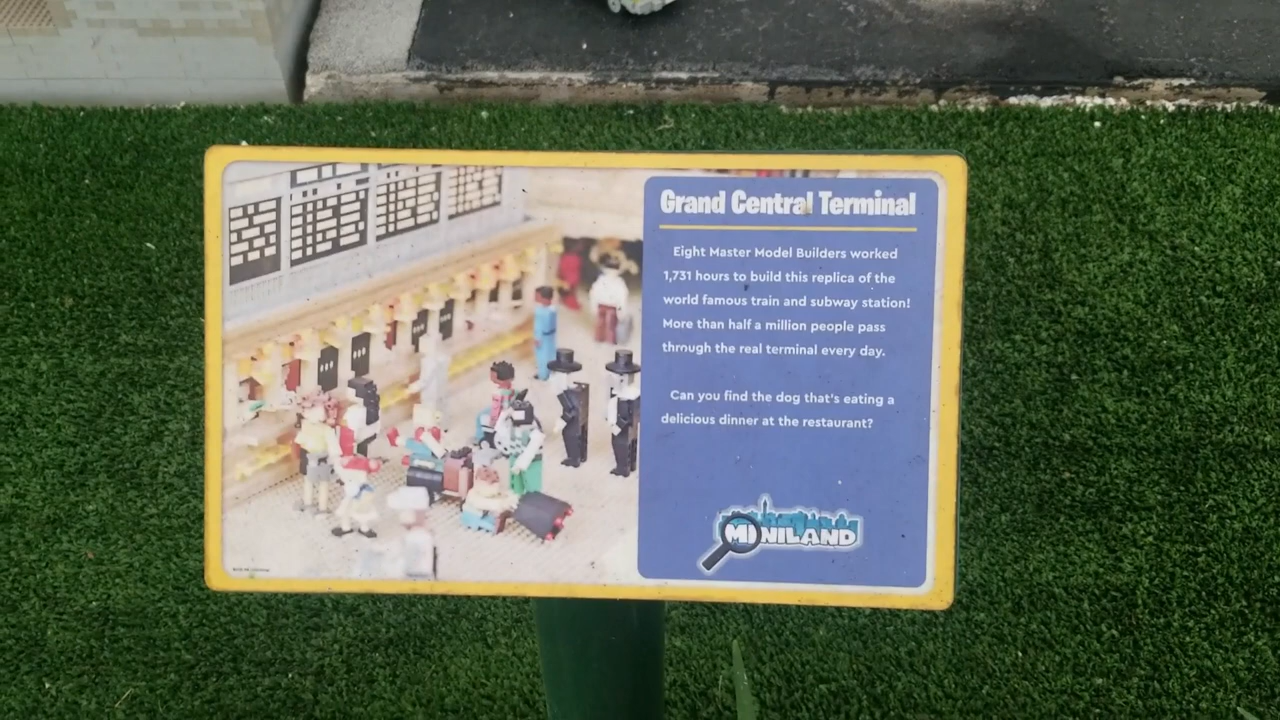 Grand Central Terminal
Eight Master Model Builders worked
1,731 hours to build this replica of the
world famous train and subway station!
More than half a million people pass
through the real terminal every day.
Can you find the dog that's eating a
delicious dinner at the restaurant?
MINILAND